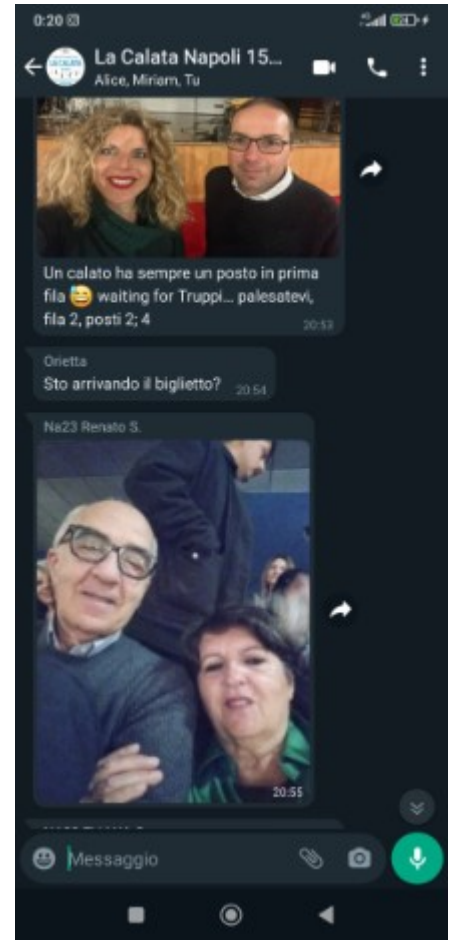 0:20
La Calata Napoli 15...
Alice, Miriam, Tu
Un calato ha sempre un posto in prima
fila 😅 waiting for Truppi... palesatevi,
fila 2, posti 2; 4
20:53
Orietta
Sto arrivando il biglietto?
20:54
Na23 Renato S.
20:55
Messaggio